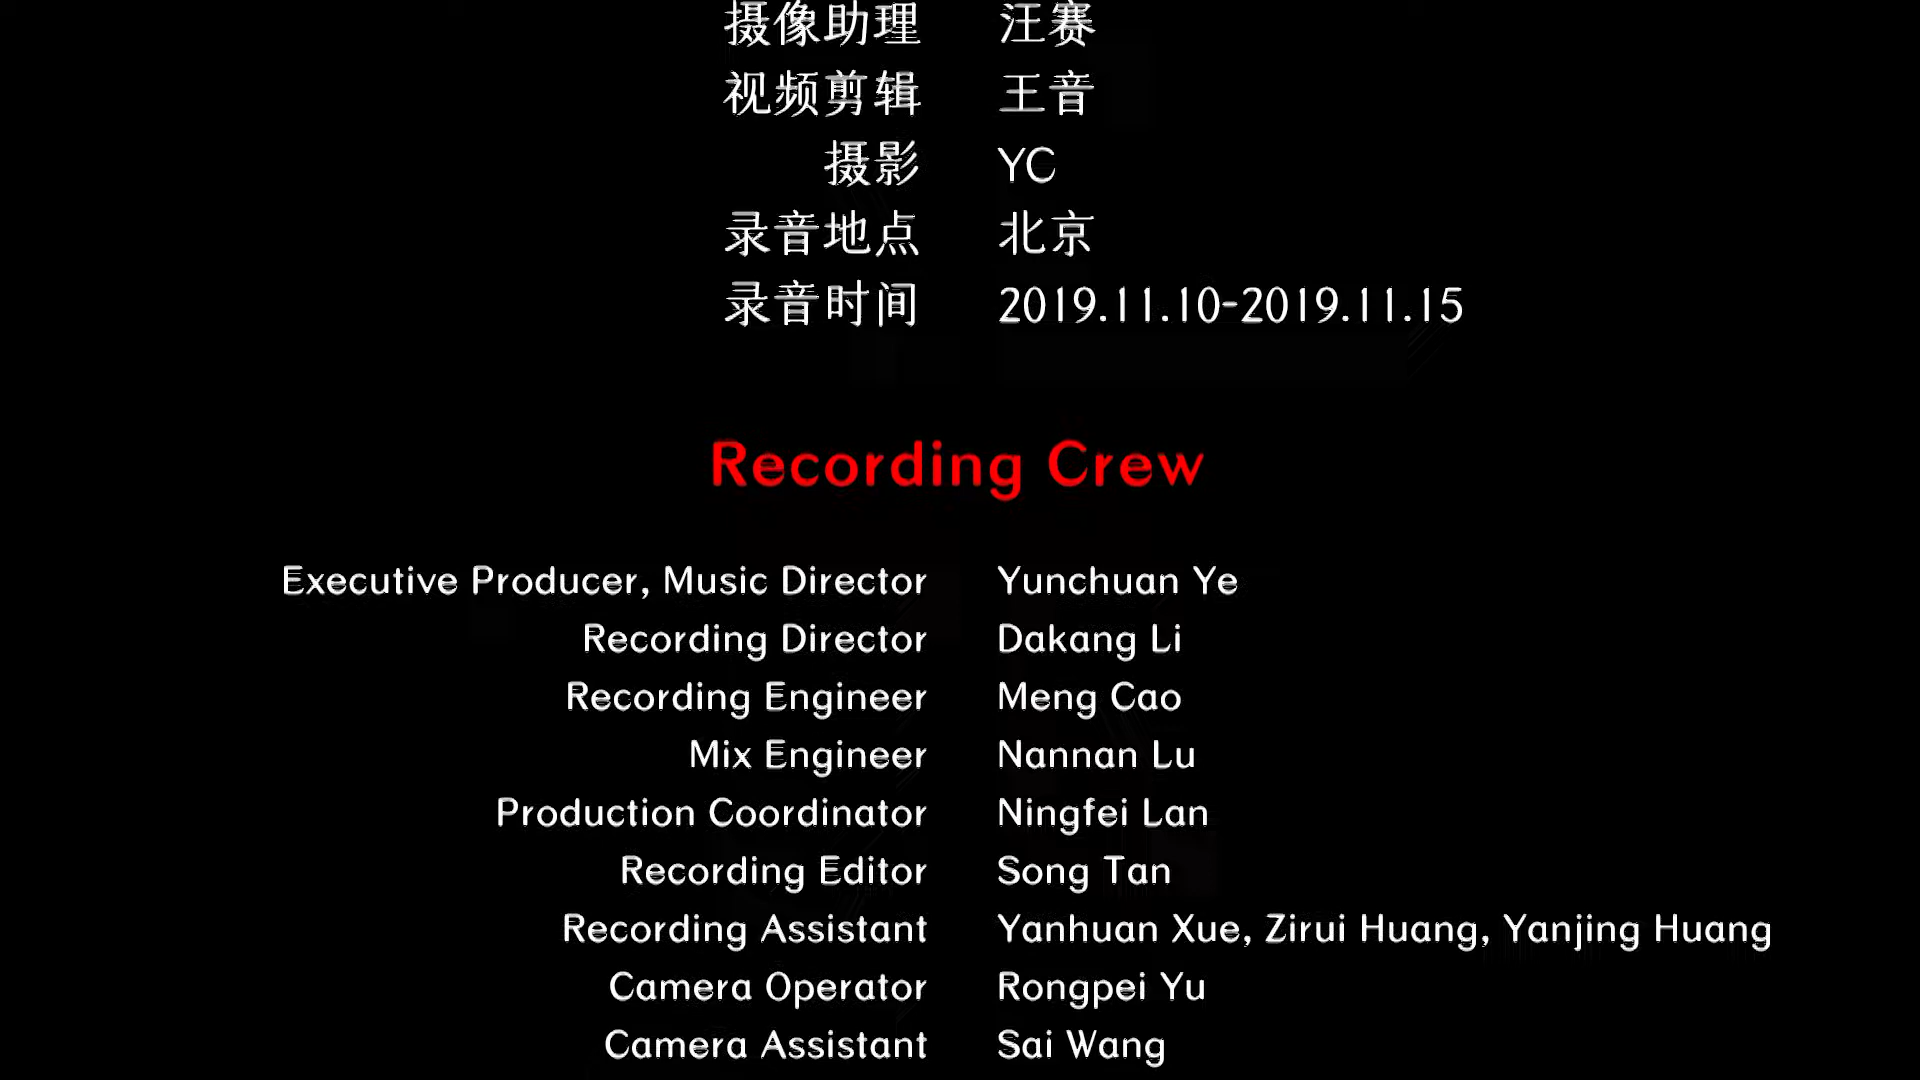 摄像助理 汪赛
视频剪辑 王音
摄影 YC
录音地点 北京
录音时间 2019.11.10-2019.11.15
Recording Crew
Executive Producer, Music Director Yunchuan Ye
Recording Director Dakang Li
Recording Engineer Meng Cao
Mix Engineer Nannan Lu
Production Coordinator Ningfei Lan
Recording Editor Song Tan
Recording Assistant Yanhuan Xue, Zirui Huang, Yanjing Huang
Camera Operator Rongpei Yu
Camera Assistant Sai Wang